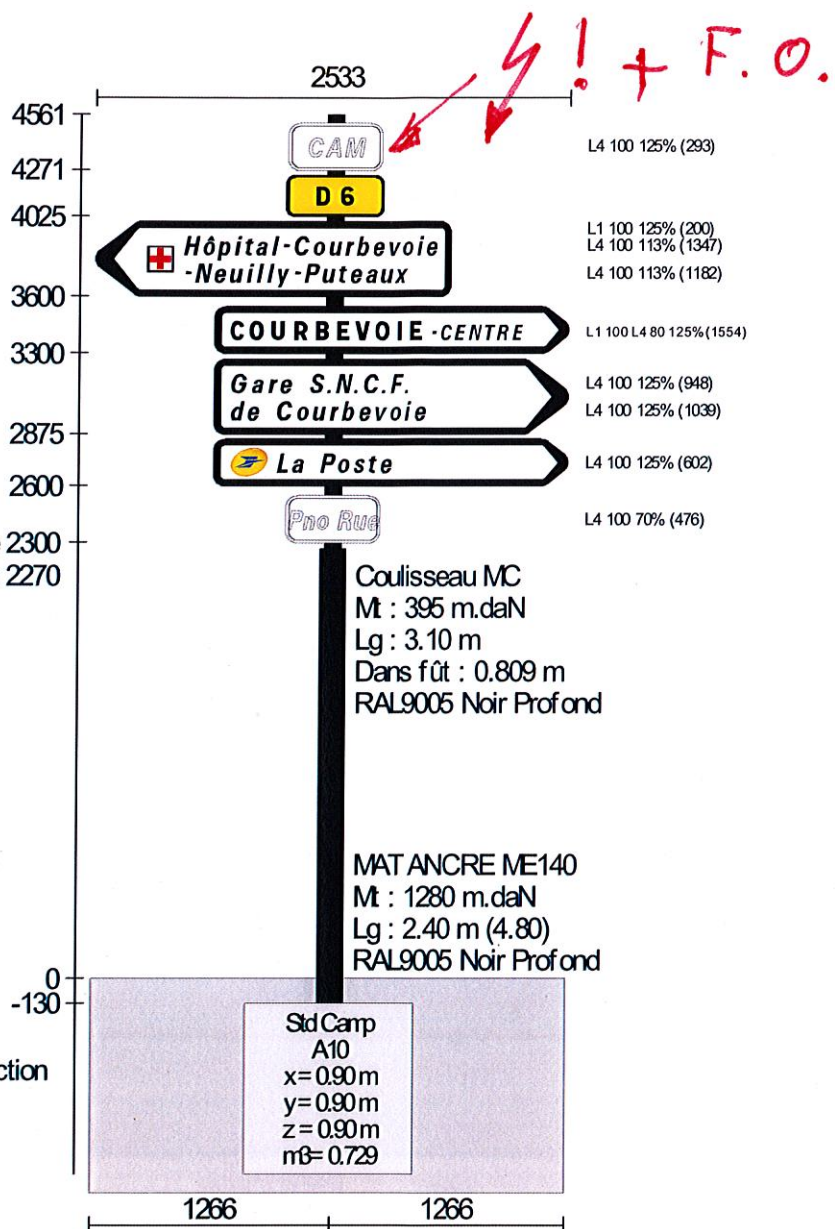 ! + F. O.
2533
4561
CAM
L4 100 125% (293)
4271
D 6
4025
L1 100 125% (200)
Hôpital-Courbevoie
L4 100 113% (1347)
-Neuilly-Puteaux
L4 100 113% (1182)
3600
COURBEVOIE -CENTRE
L1 100 L4 80 125% (1554)
3300
Gare S.N.C.F.
L4 100 125% (948)
de Courbevoie
L4 100 125% (1039)
2875
La Poste
L4 100 125% (602)
2600
Pno Rue
L4 100 70% (476)
2300
2270
Coulisseau MC
Mt : 395 m.daN
Lg : 3.10 m
Dans fût : 0.809 m
RAL9005 Noir Profond
MAT ANCRE ME140
Mt : 1280 m.daN
Lg : 2.40 m (4.80)
RAL9005 Noir Profond
0
-130
Std Camp
A10
ction
x= 0.90 m
y= 0.90 m
z = 0.90 m
m3= 0.729
1266
1266